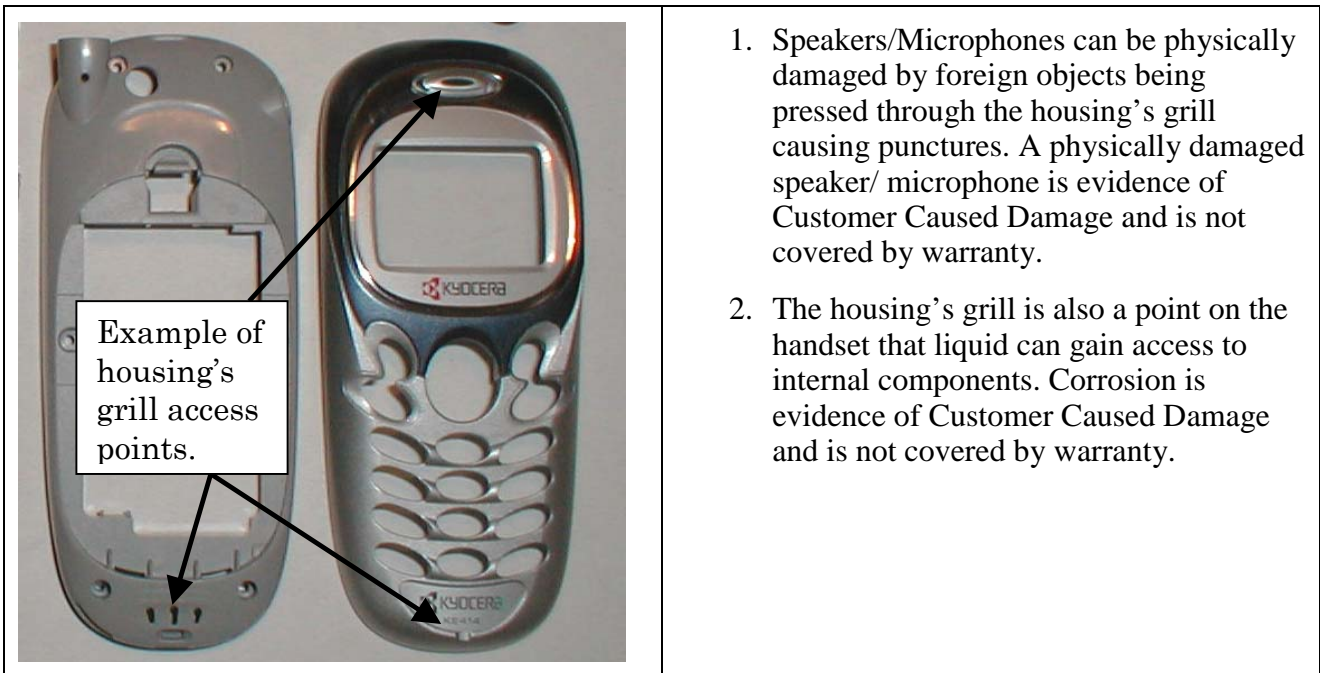 KYOCERA
Example of
housing's
grill access
points.
KYOCERA
1. Speakers/Microphones can be physically
damaged by foreign objects being
pressed through the housing's grill
causing punctures. A physically damaged
speaker/ microphone is evidence of
Customer Caused Damage and is not
covered by warranty.
2. The housing's grill is also a point on the
handset that liquid can gain access to
internal components. Corrosion is
evidence of Customer Caused Damage
and is not covered by warranty.